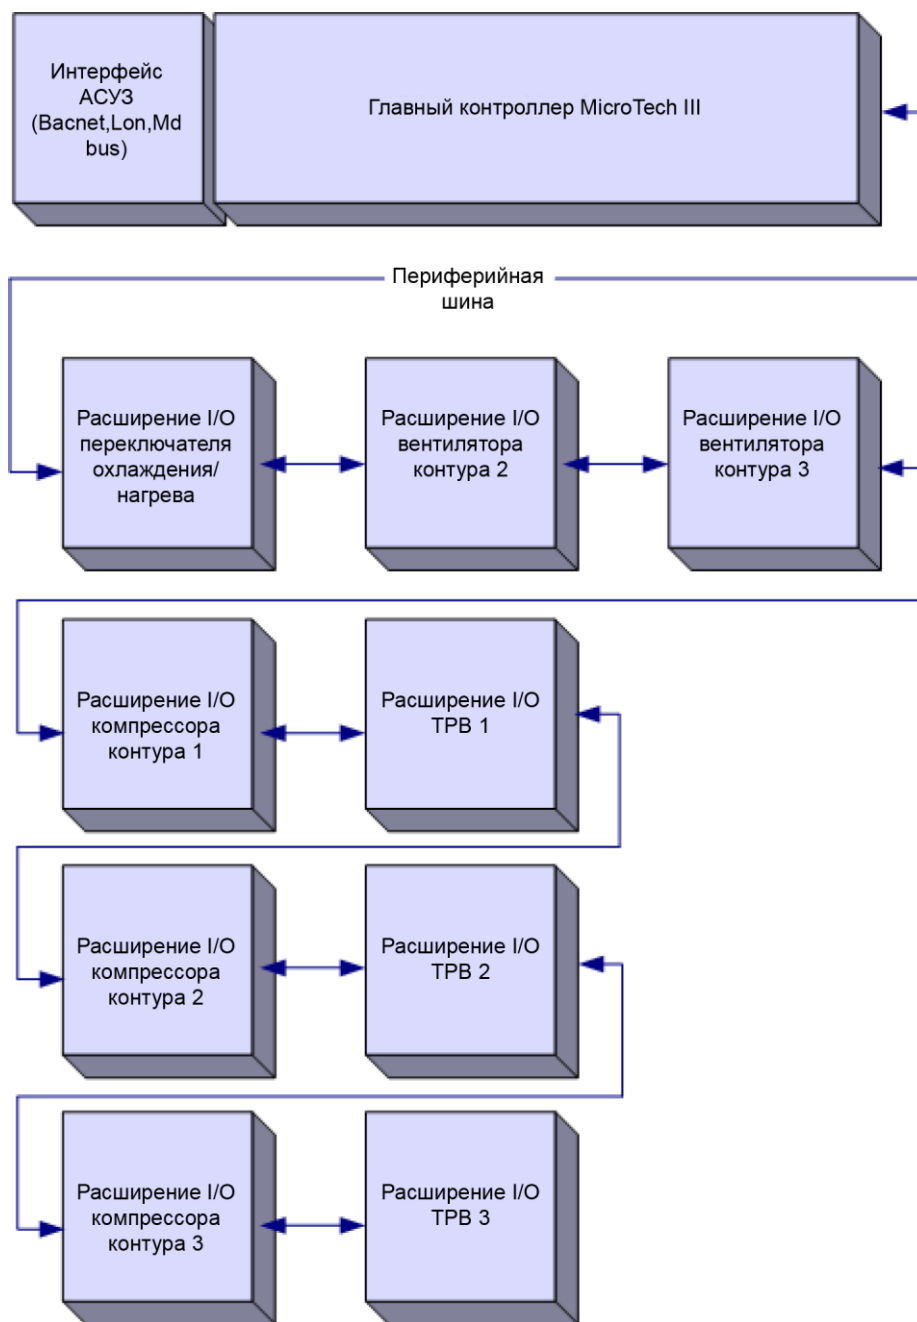 Интерфейс
АСУЗ
(Bacnet,Lon,Md
bus)
Главный контроллер MicroTech III
Периферийная
шина
Расширение I/O
переключателя
охлаждения/
нагрева
Расширение I/O
вентилятора
контура 2
Расширение I/O
вентилятора
контура 3
Расширение I/O
компрессора
контура 1
Расширение I/O
ТРВ 1
Расширение I/O
компрессора
контура 2
Расширение I/O
ТРВ 2
Расширение I/O
компрессора
контура 3
Расширение I/O
ТРВ 3